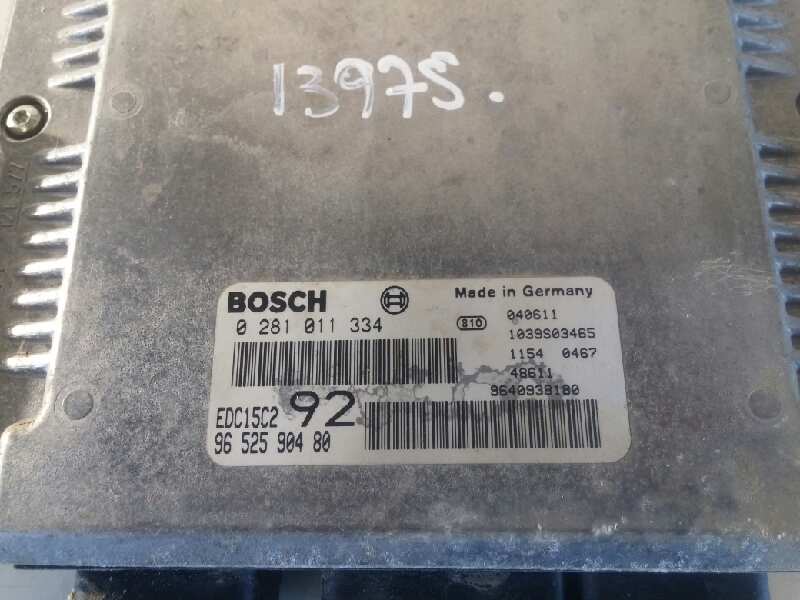 13975.
BOSCH
Made in Germany
0 281 011 334
810
040611
1039S03465
1154 0467
48611
9640938180
EDC15C2
92
96 525 904 80